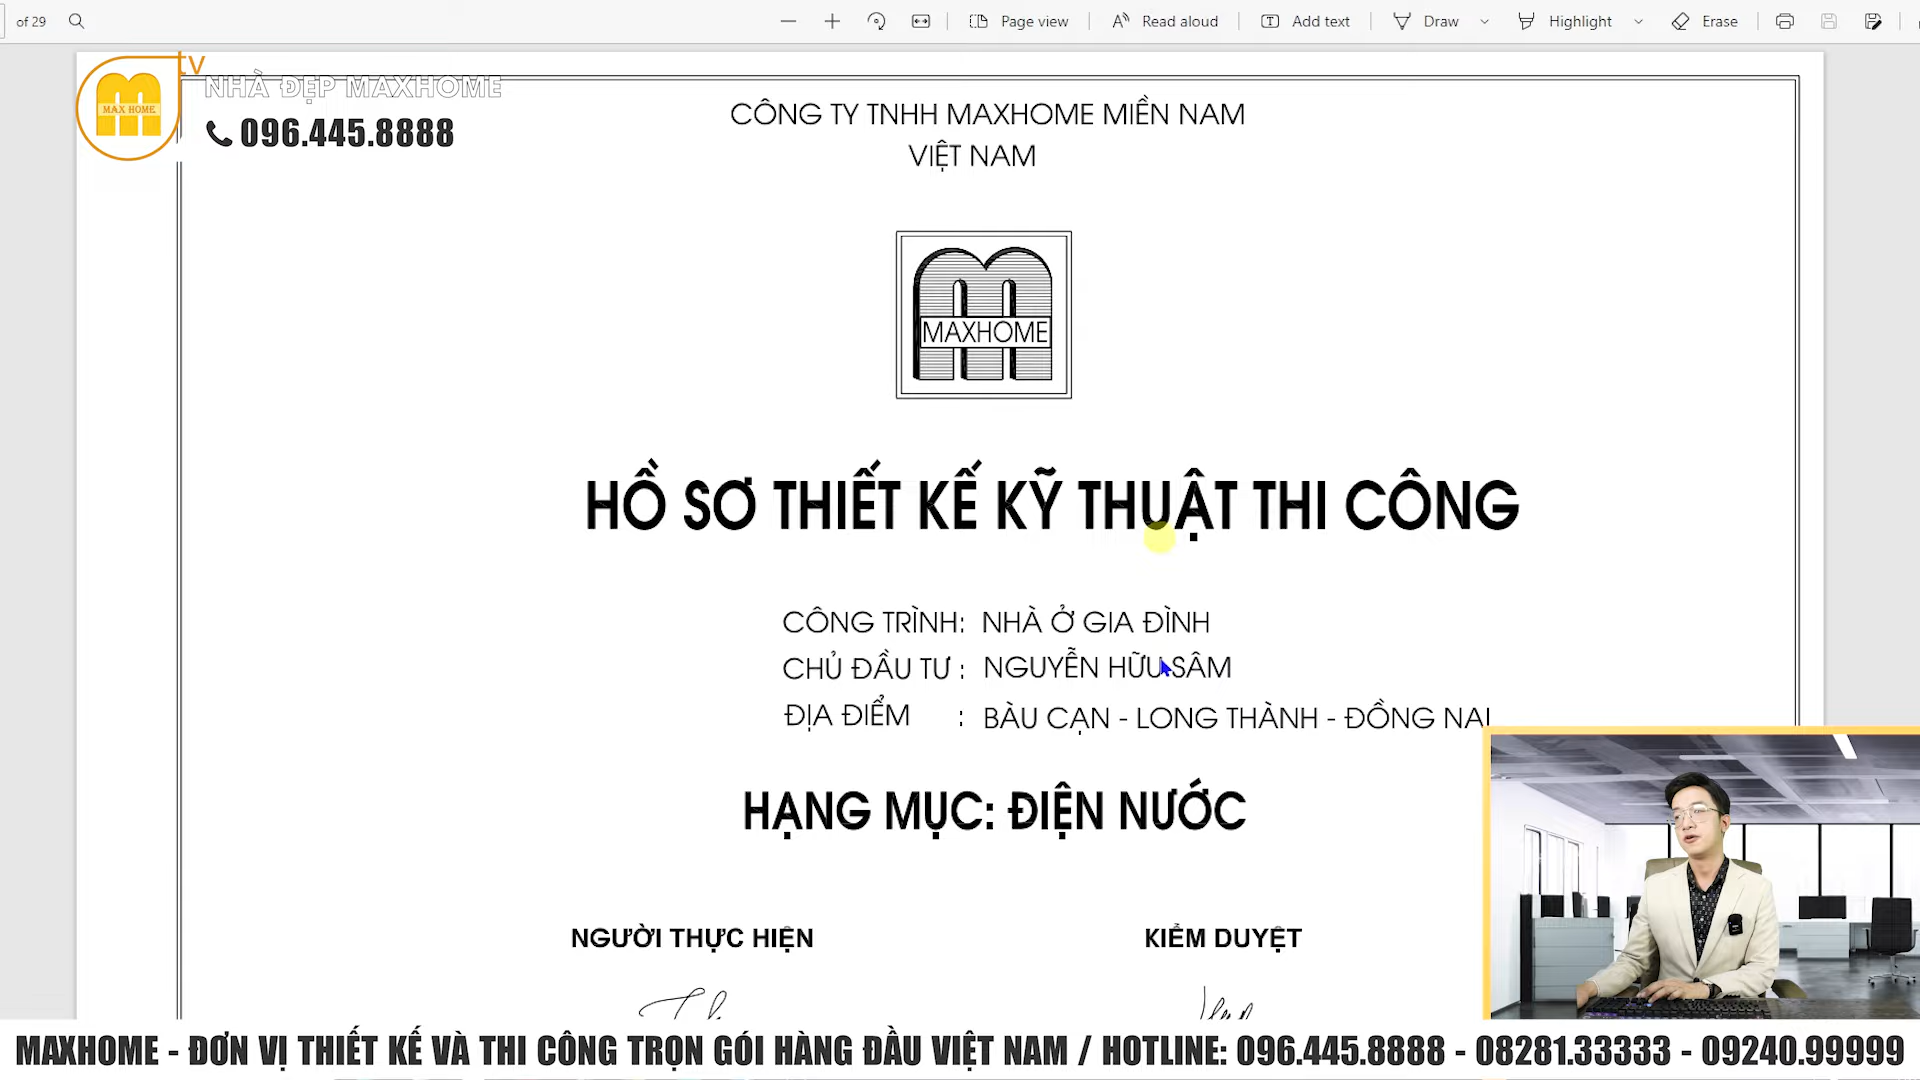 of 29
Page view
Read aloud
Add text
Draw
Highlight
Erase
tv
MAX HOME
NHÀ ĐẸP MAXHOME
096.445.8888
CÔNG TY TNHH MAXHOME MIỀN NAM
VIỆT NAM
MAXHOME
HỒ SƠ THIẾT KẾ KỸ THUẬT THI CÔNG
CÔNG TRÌNH: NHÀ Ở GIA ĐÌNH
CHỦ ĐẦU TƯ : NGUYỄN HỮU SÂM
ĐỊA ĐIỂM : BÀU CẠN - LONG THÀNH - ĐỒNG NAI
HẠNG MỤC: ĐIỆN NƯỚC
NGƯỜI THỰC HIỆN
KIỂM DUYỆT
MAXHOME - ĐƠN VỊ THIẾT KẾ VÀ THI CÔNG TRỌN GÓI HÀNG ĐẦU VIỆT NAM / HOTLINE: 096.445.8888 - 08281.33333 - 09240.99999